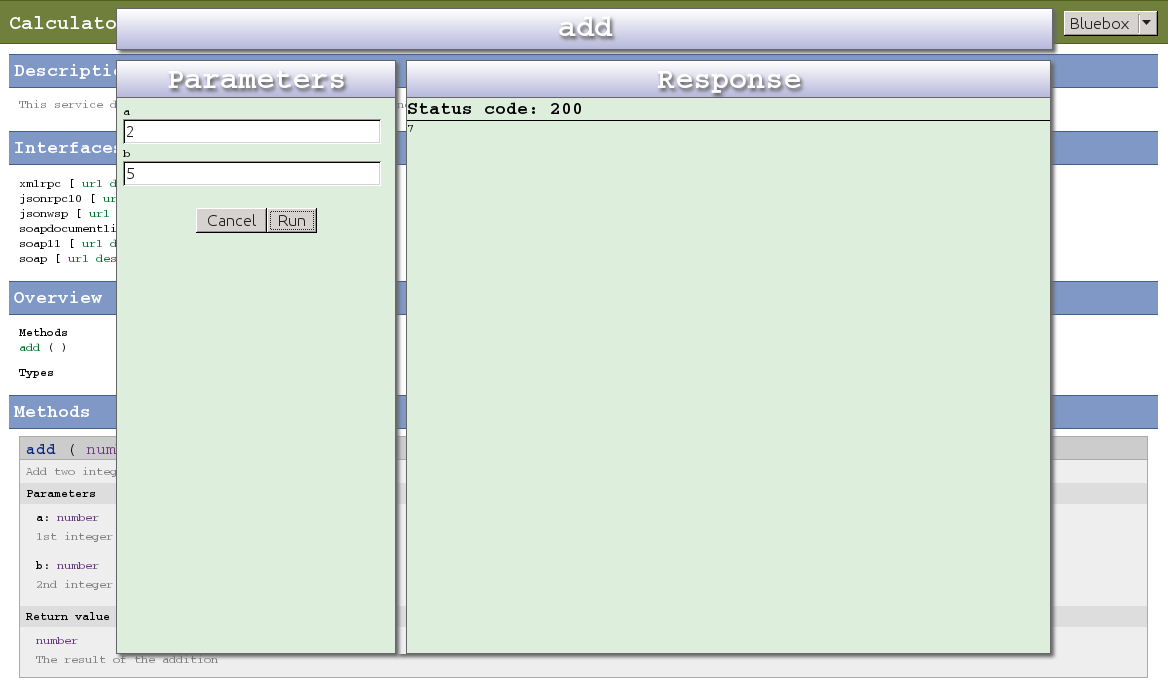 Calculato
add
Bluebox
Descriptio
Parameters
Response
This service d
a
Status code: 200
2
7
Interfaces
b
5
xmlrpc [ url d
jsonrpc10 [ ur
jsonwsp [ url
soapdocumentli
soap11 [ url d
soap [ url des
Cancel Run
Overview
Methods
add ( )
Types
Methods
add ( numb
Add two integ
Parameters
a: number
1st integer
b: number
2nd integer
Return value
number
The result of the addition